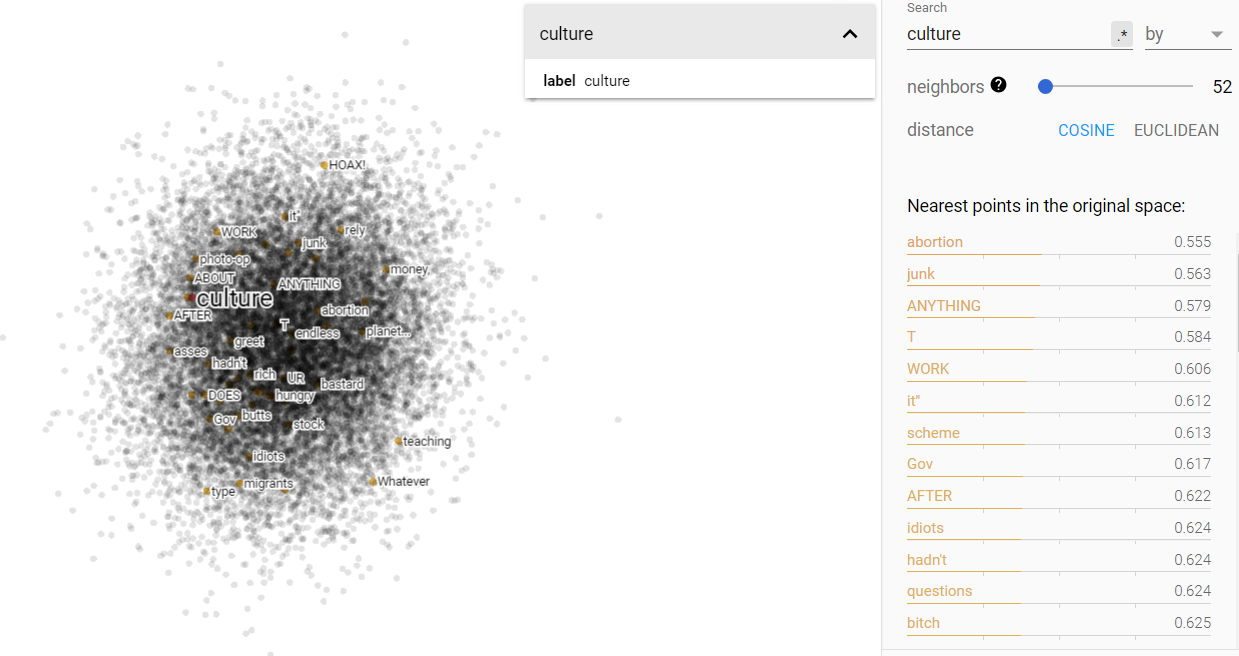 culture
label culture
HOAX!
it"
WORK
rely
junk
photo-op
money,
ABOUT
ANYTHING
culture
abortion
AFTER
T
endless
planet...
greet
asses
hadn't
rich
UR
bastard
DOES
hungry
Gov
butts
stock
teaching
idiots
Whatever
migrants
type
Search
culture
.*
by
neighbors ?
52
distance
COSINE
EUCLIDEAN
Nearest points in the original space:
abortion 0.555
junk 0.563
ANYTHING 0.579
T 0.584
WORK 0.606
it" 0.612
scheme 0.613
Gov 0.617
AFTER 0.622
idiots 0.624
hadn't 0.624
questions 0.624
bitch 0.625